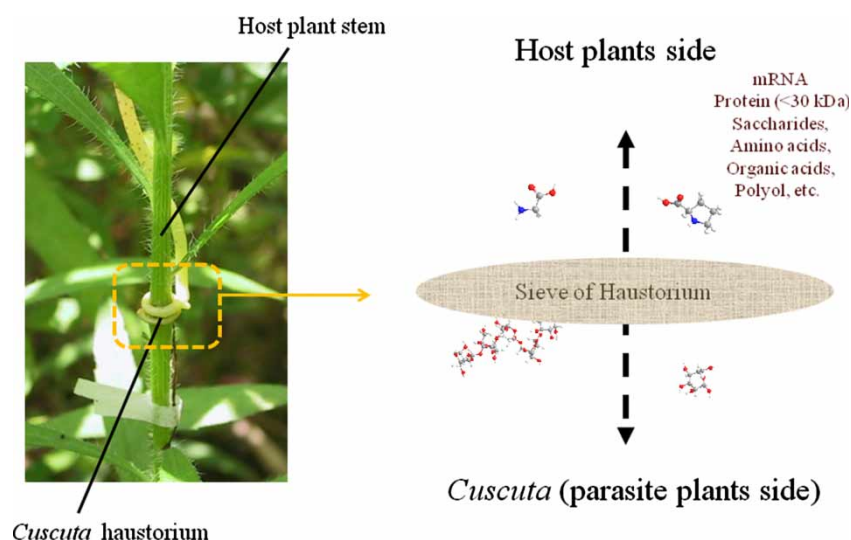 Host plant stem
Host plants side
mRNA
Protein (<30 kDa)
Saccharides,
Amino acids,
Organic acids,
Polyol, etc.
Sieve of Haustorium
Cuscuta (parasite plants side)
Cuscuta haustorium